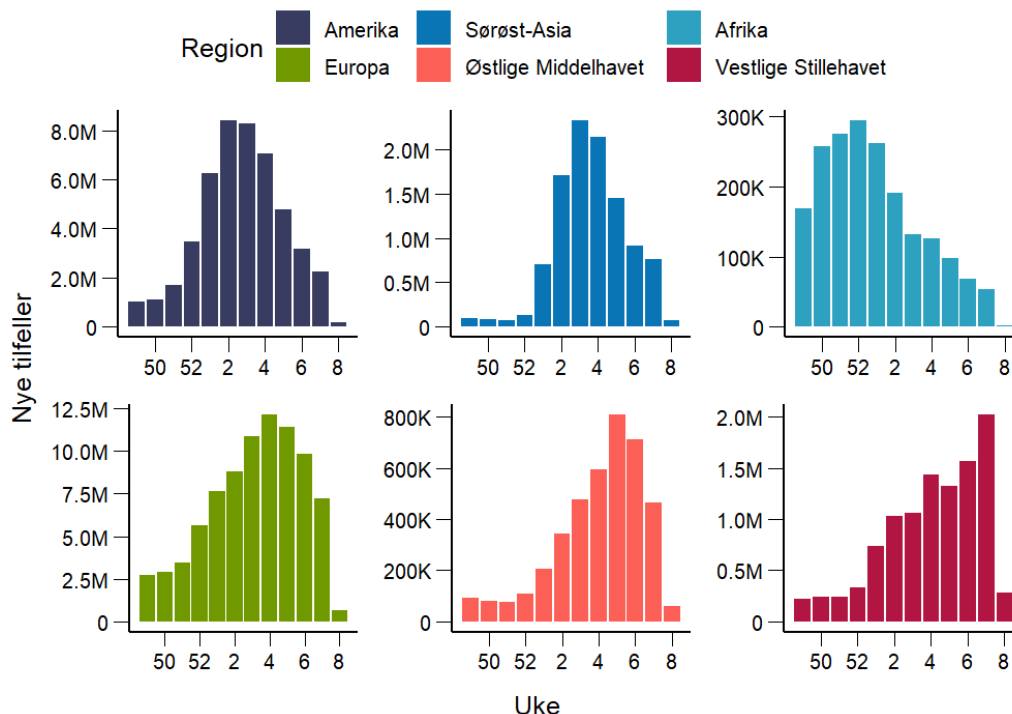 Region
Amerika Sørøst-Asia Afrika
Europa Østlige Middelhavet Vestlige Stillehavet
Nye tilfeller
8.0M
6.0M
4.0M
2.0M
0
50 52 2 4 6 8
2.0M
1.5M
1.0M
0.5M
0
50 52 2 4 6 8
300K
200K
100K
0
50 52 2 4 6 8
12.5M
10.0M
7.5M
5.0M
2.5M
0
50 52 2 4 6 8
800K
600K
400K
200K
0
50 52 2 4 6 8
2.0M
1.5M
1.0M
0.5M
0
50 52 2 4 6 8
Uke